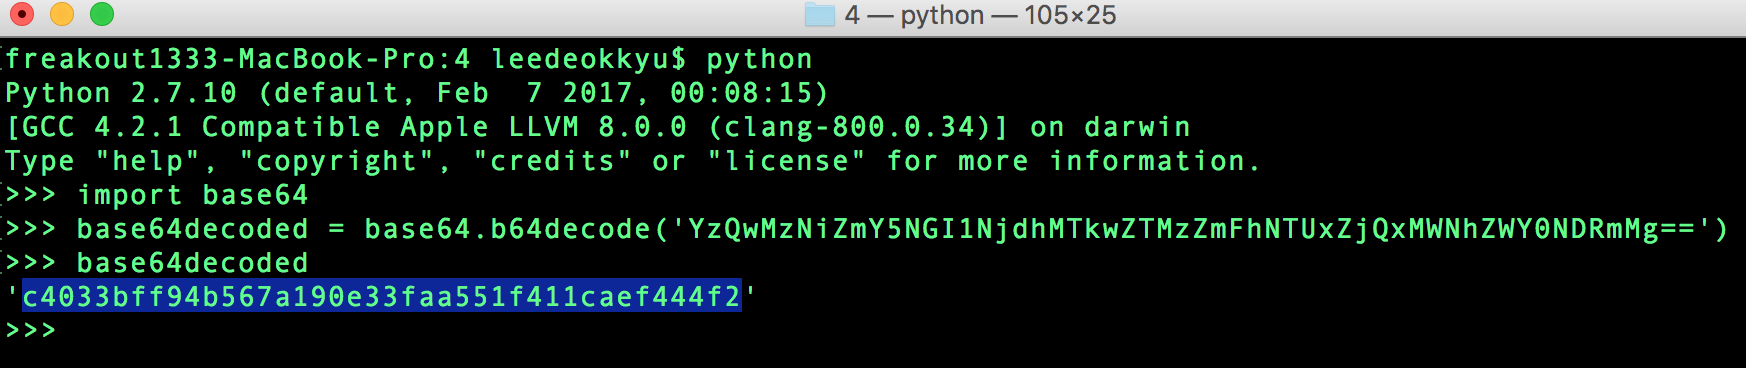 4 — python — 105×25
freakout1333-MacBook-Pro:4 leedeokkyu$ python
Python 2.7.10 (default, Feb  7 2017, 00:08:15)
[GCC 4.2.1 Compatible Apple LLVM 8.0.0 (clang-800.0.34)] on darwin
Type "help", "copyright", "credits" or "license" for more information.
>>> import base64
>>> base64decoded = base64.b64decode('YzQwMzNiZmY5NGI1NjdhMTkwZTMzZmFhNTUxZjQxMWNhZWY0NDRmMg==')
>>> base64decoded
'c4033bff94b567a190e33faa551f411caef444f2'
>>>